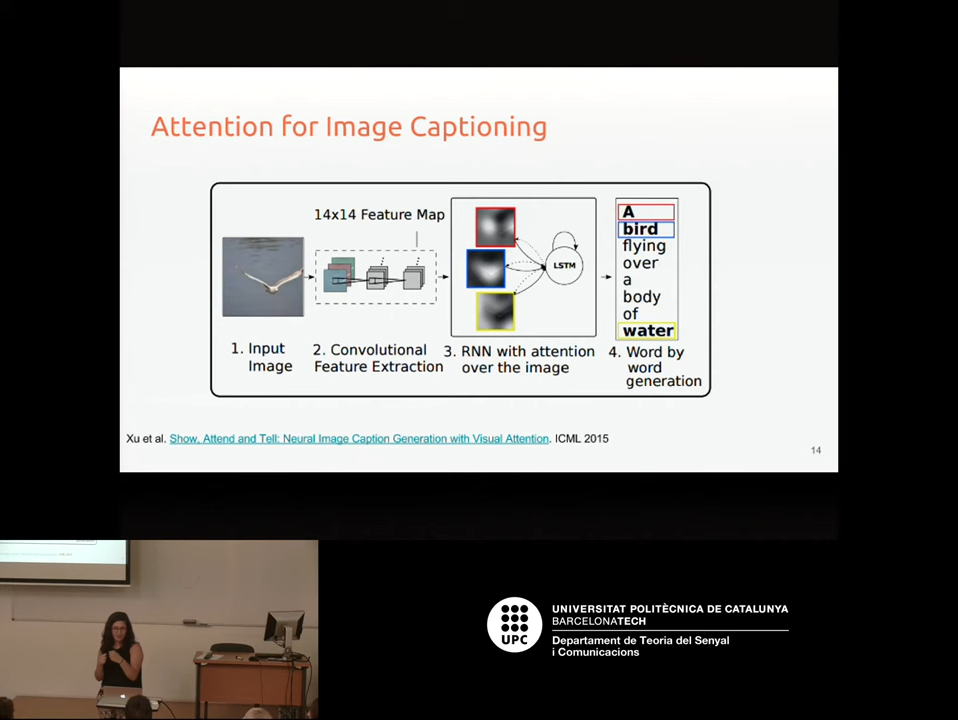 Attention for Image Captioning
14x14 Feature Map
LSTM
A
bird
flying
over
a
body
of
water
1. Input
Image
2. Convolutional
Feature Extraction
3. RNN with attention
over the image
4. Word by
word
generation
Xu et al. Show, Attend and Tell: Neural Image Caption Generation with Visual Attention. ICML 2015
14
UPC
UNIVERSITAT POLITÈCNICA DE CATALUNYA
BARCELONATECH
Departament de Teoria del Senyal
i Comunicacions